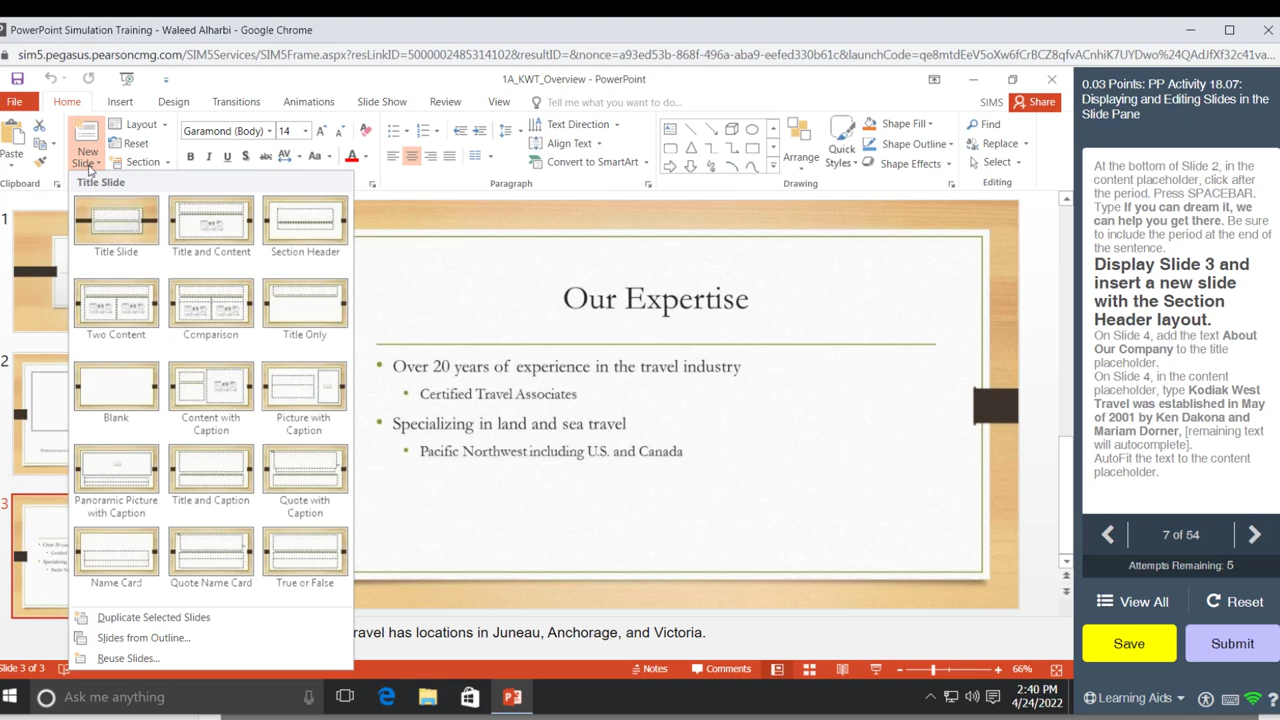 PowerPoint Simulation Training - Waleed Alharbi - Google Chrome
sim5.pegasus.pearsoncmg.com/SIM5Services/SIM5Frame.aspx?resLinkID=500000248531410​2&resultID=&nonce=a93ed53b-868f-496a-aba9-eefed330b61c&launchCode=qe8mtdEeV5oXw6fCrBCZ8qfvACnhiK7UYDwo%24QAdJfXf32c41va...
1A_KWT_Overview - PowerPoint
File Home Insert Design Transitions Animations Slide Show Review View Tell me what you want to do... SIMS Share
Paste
New Slide
Layout
Reset
Section
Garamond (Body) 14
B I U S abc AV Aa A
Text Direction
Align Text
Convert to SmartArt
Arrange
Quick Styles
Shape Fill
Shape Outline
Shape Effects
Find
Replace
Select
Clipboard Paragraph Drawing Editing
Title Slide
Title Slide Title and Content Section Header
Two Content Comparison Title Only
Blank Content with Caption Picture with Caption
Panoramic Picture with Caption Title and Caption Quote with Caption
Name Card Quote Name Card True or False
Duplicate Selected Slides
Slides from Outline...
Reuse Slides...
1
2
3
Our Expertise
Over 20 years of experience in the travel industry
Certified Travel Associates
Specializing in land and sea travel
Pacific Northwest including U.S. and Canada
ravel has locations in Juneau, Anchorage, and Victoria.
Slide 3 of 3 Notes Comments 66%
Ask me anything
2:40 PM
4/24/2022
0.03 Points: PP Activity 18.07:
Displaying and Editing Slides in the
Slide Pane
At the bottom of Slide 2, in the
content placeholder, click after
the period. Press SPACEBAR.
Type If you can dream it, we
can help you get there. Be sure
to include the period at the end of
the sentence.
Display Slide 3 and
insert a new slide
with the Section
Header layout.
On Slide 4, add the text About
Our Company to the title
placeholder.
On Slide 4, in the content
placeholder, type Kodiak West
Travel was established in May
of 2001 by Ken Dakona and
Mariam Dorner, [remaining text
will autocomplete].
AutoFit the text to the content
placeholder.
7 of 54
Attempts Remaining: 5
View All Reset
Save Submit
Learning Aids